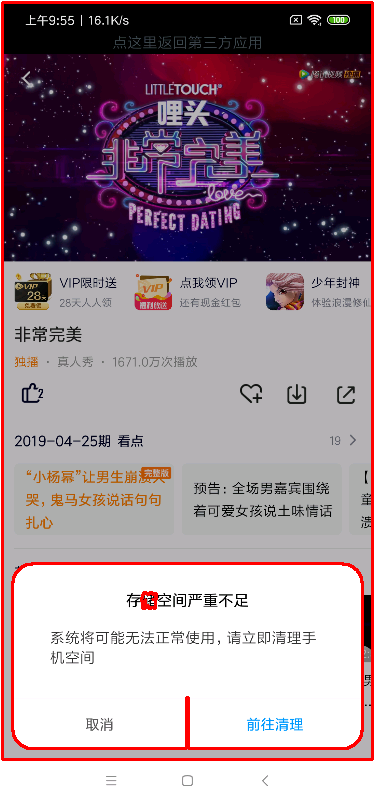 上午9:55 | 16.1K/s
100
点这里返回第三方应用
LITTLETOUCH
哩头
非常完美
love
PERFECT DATING
VIP限时送
28天人人领
点我领VIP
还有现金红包
少年封神
体验浪漫修仙
非常完美
独播 · 真人秀 · 1671.0万次播放
2
2019-04-25期 看点
19
“小杨幂”让男生崩溃大
哭，鬼马女孩说话句句
扎心
完整版
预告：全场男嘉宾围绕
着可爱女孩说土味情话
存储空间严重不足
系统将可能无法正常使用，请立即清理手
机空间
取消
前往清理